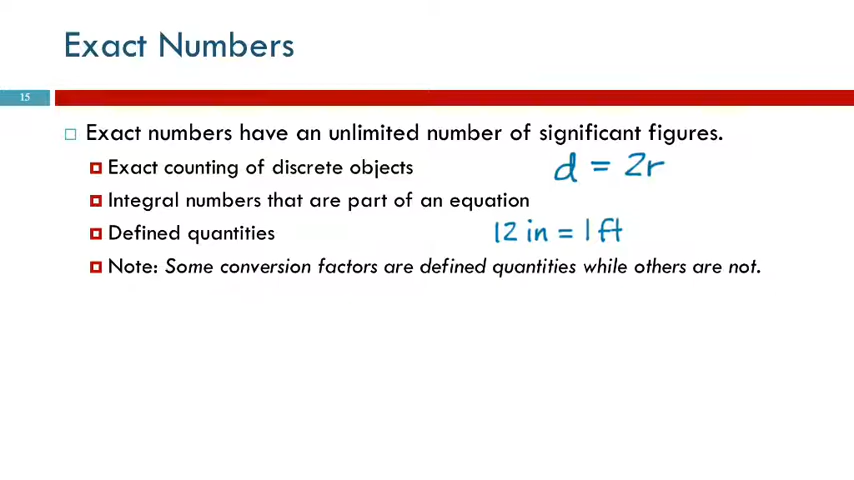 Exact Numbers
15
Exact numbers have an unlimited number of significant figures.
Exact counting of discrete objects
d = 2r
Integral numbers that are part of an equation
Defined quantities
12 in = 1 ft
Note: Some conversion factors are defined quantities while others are not.